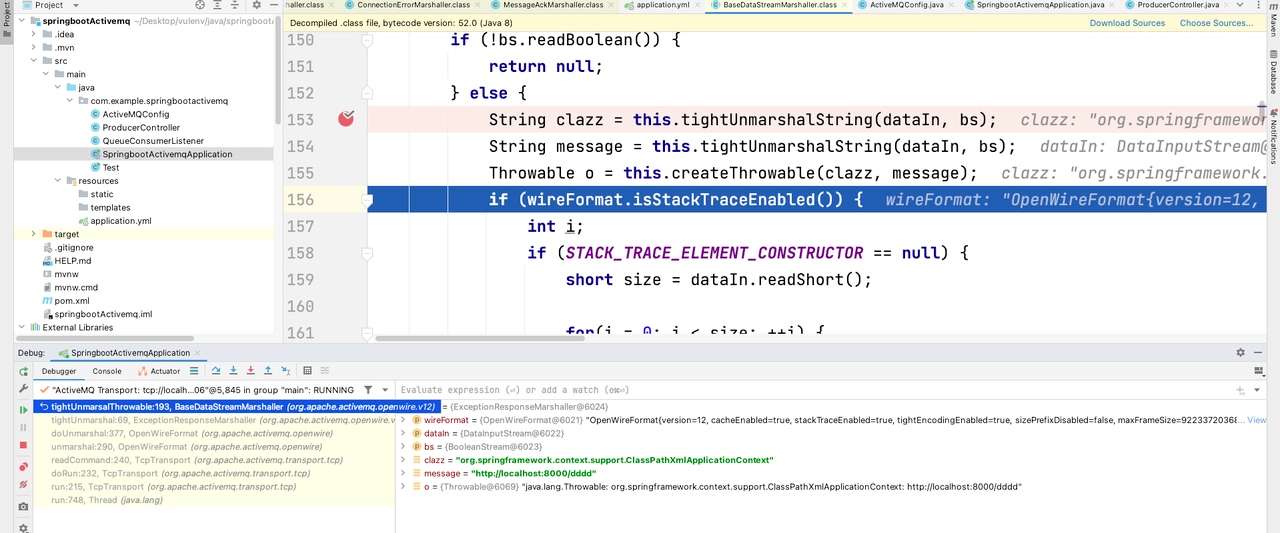 haller.class
ConnectionErrorMarshaller.class
MessageAckMarshaller.class
application.yml
BaseDataStreamMarshaller.class
ActiveMQConfig.java
SpringbootActivemqApplication.java
ProducerController.java
Project
Project
springbootActivemq ~/Desktop/vulenv/java/springboot
.idea
.mvn
src
main
java
com.example.springbootactivemq
ActiveMQConfig
ProducerController
QueueConsumerListener
SpringbootActivemqApplication
Test
resources
static
templates
application.yml
target
.gitignore
HELP.md
mvnw
mvnw.cmd
pom.xml
springbootActivemq.iml
External Libraries
Decompiled .class file, bytecode version: 52.0 (Java 8)
Download Sources
Choose Sources...
150 if (!bs.readBoolean()) {
151 return null;
152 } else {
153 String clazz = this.tightUnmarshalString(dataIn, bs); clazz: "org.springframewor
154 String message = this.tightUnmarshalString(dataIn, bs); dataIn: DataInputStream@
155 Throwable o = this.createThrowable(clazz, message); clazz: "org.springframework.
156 if (wireFormat.isStackTraceEnabled()) { wireFormat: "OpenWireFormat{version=12,
157 int i;
158 if (STACK_TRACE_ELEMENT_CONSTRUCTOR == null) {
159 short size = dataIn.readShort();
160
161 for(i = 0; i < size; ++i) {
m
Maven
Database
Notifications
Debug:
SpringbootActivemqApplication
Debugger
Console
Actuator
"ActiveMQ Transport: tcp://localh...06"@5,845 in group "main": RUNNING
tightUnmarsalThrowable:193, BaseDataStreamMarshaller (org.apache.activemq.openwire.v12)
tightUnmarshal:69, ExceptionResponseMarshaller (org.apache.activemq.openwire.v
doUnmarshal:377, OpenWireFormat (org.apache.activemq.openwire)
unmarshal:290, OpenWireFormat (org.apache.activemq.openwire)
readCommand:240, TcpTransport (org.apache.activemq.transport.tcp)
doRun:232, TcpTransport (org.apache.activemq.transport.tcp)
run:215, TcpTransport (org.apache.activemq.transport.tcp)
run:748, Thread (java.lang)
Evaluate expression (⏎) or add a watch (⌥⌘⏎)
= {ExceptionResponseMarshaller@6024}
wireFormat = {OpenWireFormat@6021} "OpenWireFormat{version=12, cacheEnabled=true, stackTraceEnabled=true, tightEncodingEnabled=true, sizePrefixDisabled=false, maxFrameSize=92233720368... View
dataIn = {DataInputStream@6022}
bs = {BooleanStream@6023}
clazz = "org.springframework.context.support.ClassPathXmlApplicationContext"
message = "http://localhost:8000/dddd"
o = {Throwable@6069} "java.lang.Throwable: org.springframework.context.support.ClassPathXmlApplicationContext: http://localhost:8000/dddd"